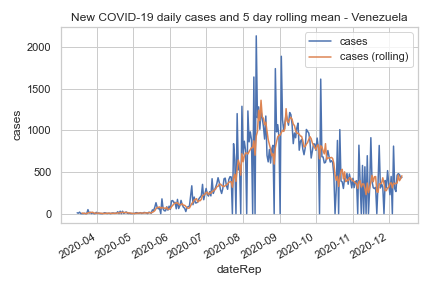 New COVID-19 daily cases and 5 day rolling mean - Venezuela
cases
cases (rolling)
cases
2000
1500
1000
500
0
2020-04
2020-05
2020-06
2020-07
2020-08
2020-09
2020-10
2020-11
2020-12
dateRep